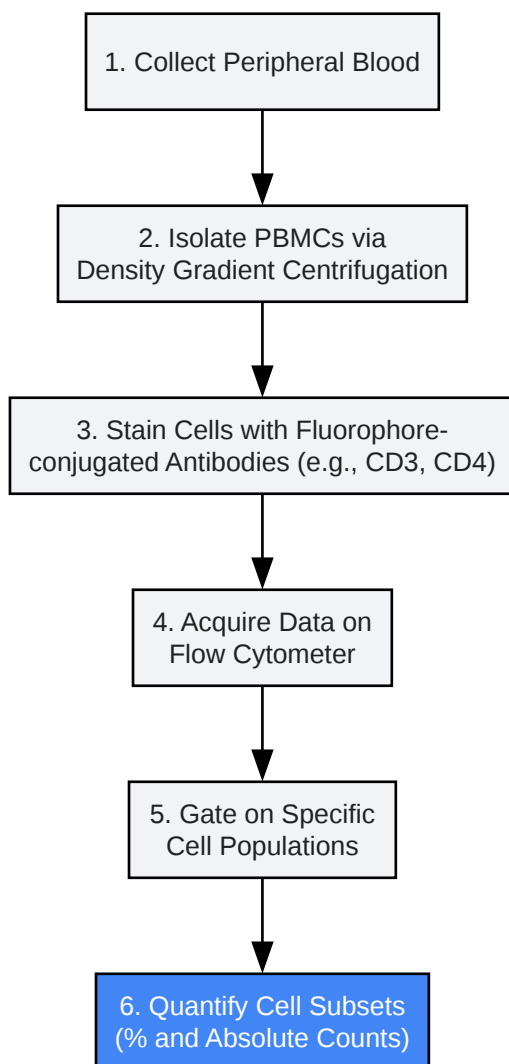 1. Collect Peripheral Blood
2. Isolate PBMCs via
Density Gradient Centrifugation
3. Stain Cells with Fluorophore-
conjugated Antibodies (e.g., CD3, CD4)
4. Acquire Data on
Flow Cytometer
5. Gate on Specific
Cell Populations
6. Quantify Cell Subsets
(% and Absolute Counts)